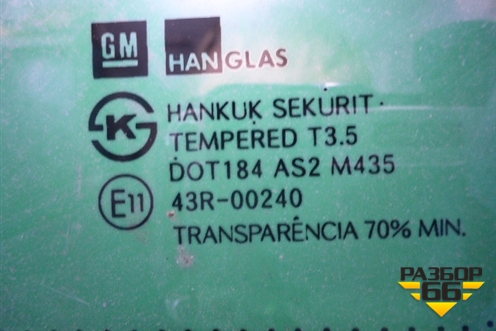 GM
HANGLAS
HANKUK SEKURIT
TEMPERED T3.5
DOT184 AS2 M435
E11
43R-00240
TRANSPARÊNCIA 70% MIN.
РАЗБОР
66